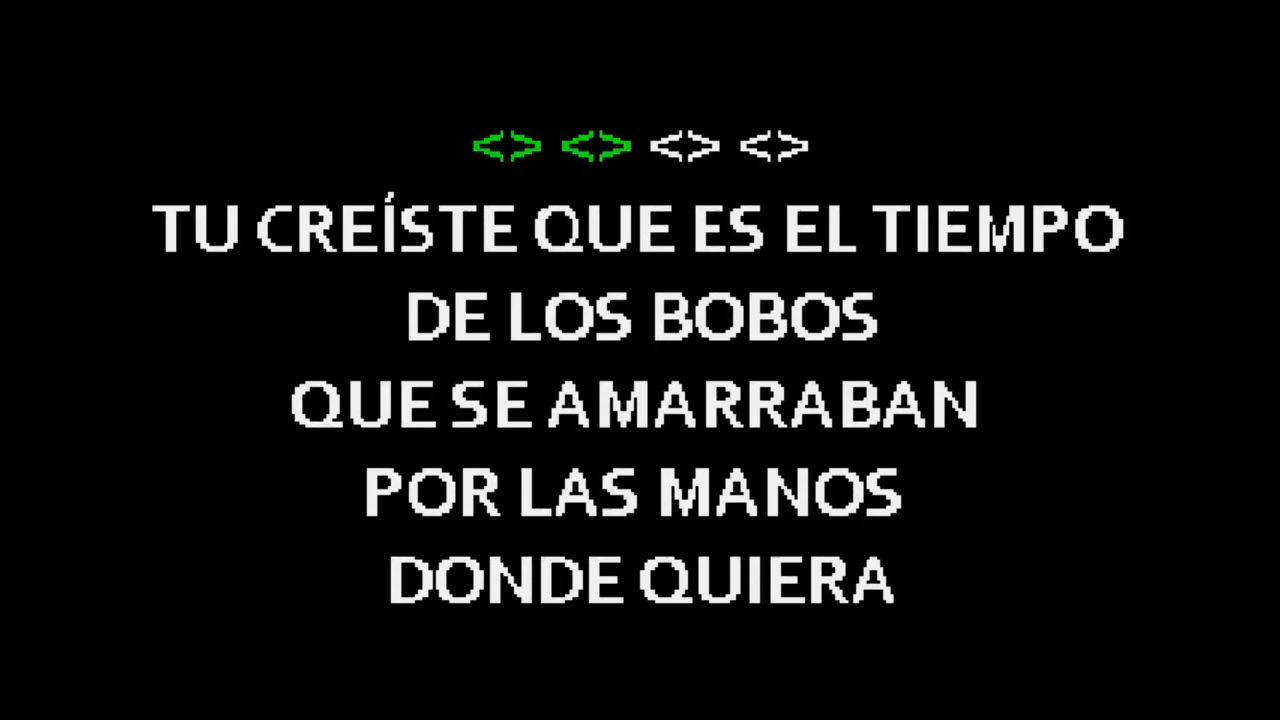 <> <> <> <>
TU CREÍSTE QUE ES EL TIEMPO
DE LOS BOBOS
QUE SE AMARRABAN
POR LAS MANOS
DONDE QUIERA